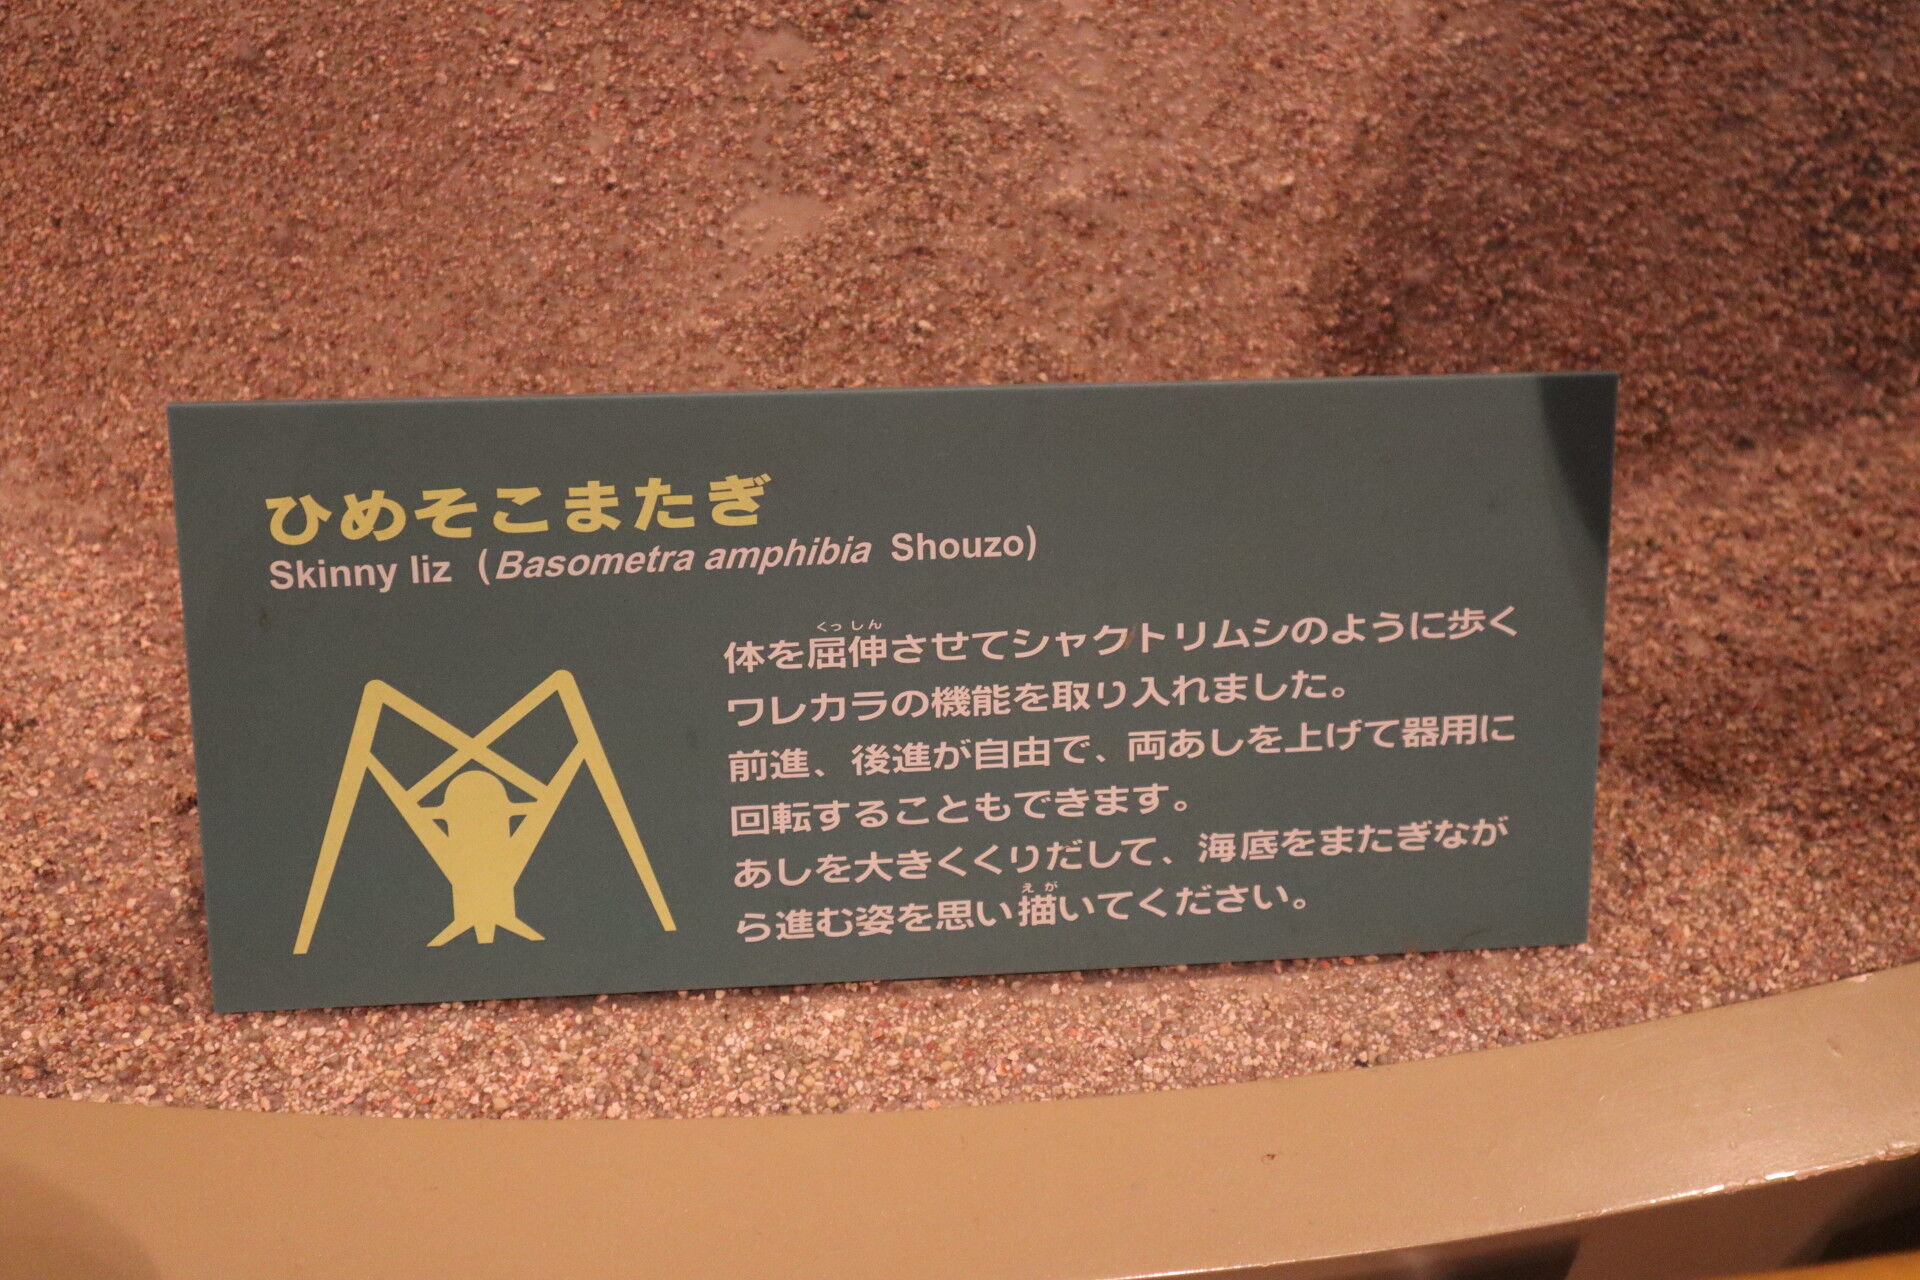 ひめそこまたぎ
Skinny liz (Basometra amphibia Shouzo)
くっしん
体を屈伸させてシャクトリムシのように歩く
ワレカラの機能を取り入れました。
前進、後進が自由で、両あしを上げて器用に
回転することもできます。
あしを大きくくりだして、海底をまたぎなが
えが
ら進む姿を思い描いてください。